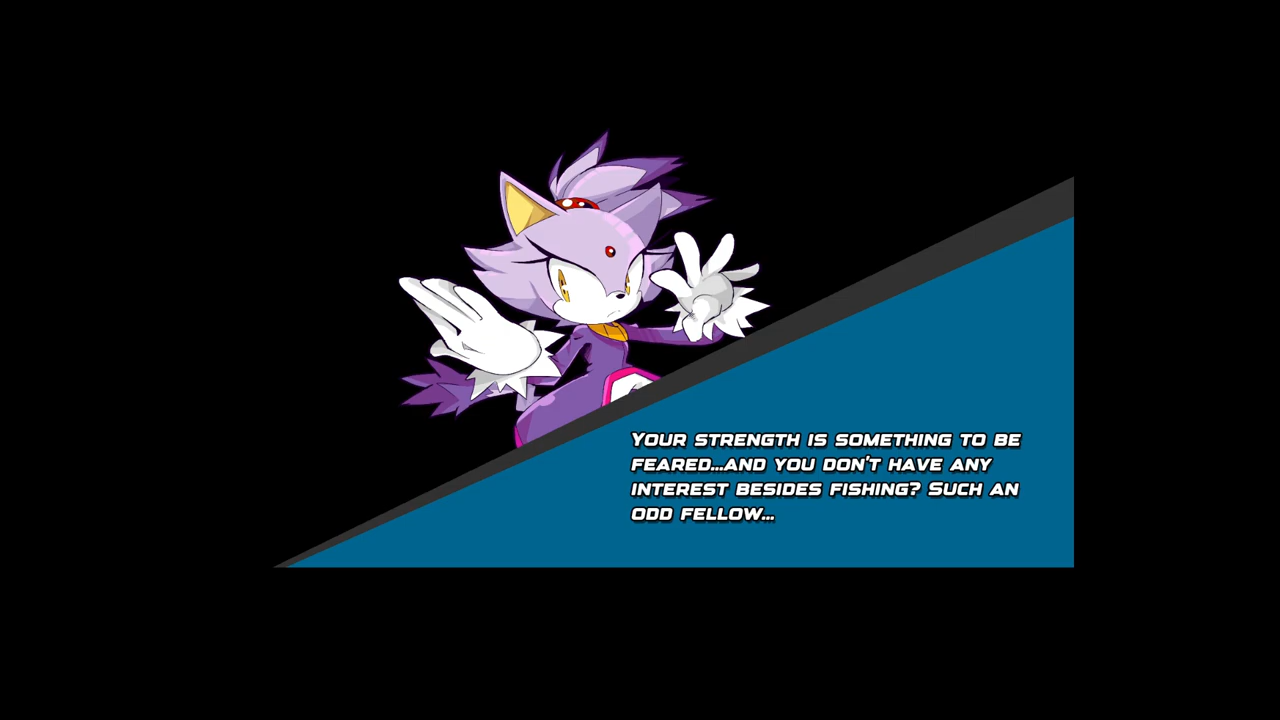 Your strength is something to be
feared...and you don't have any
interest besides fishing? Such an
odd fellow...